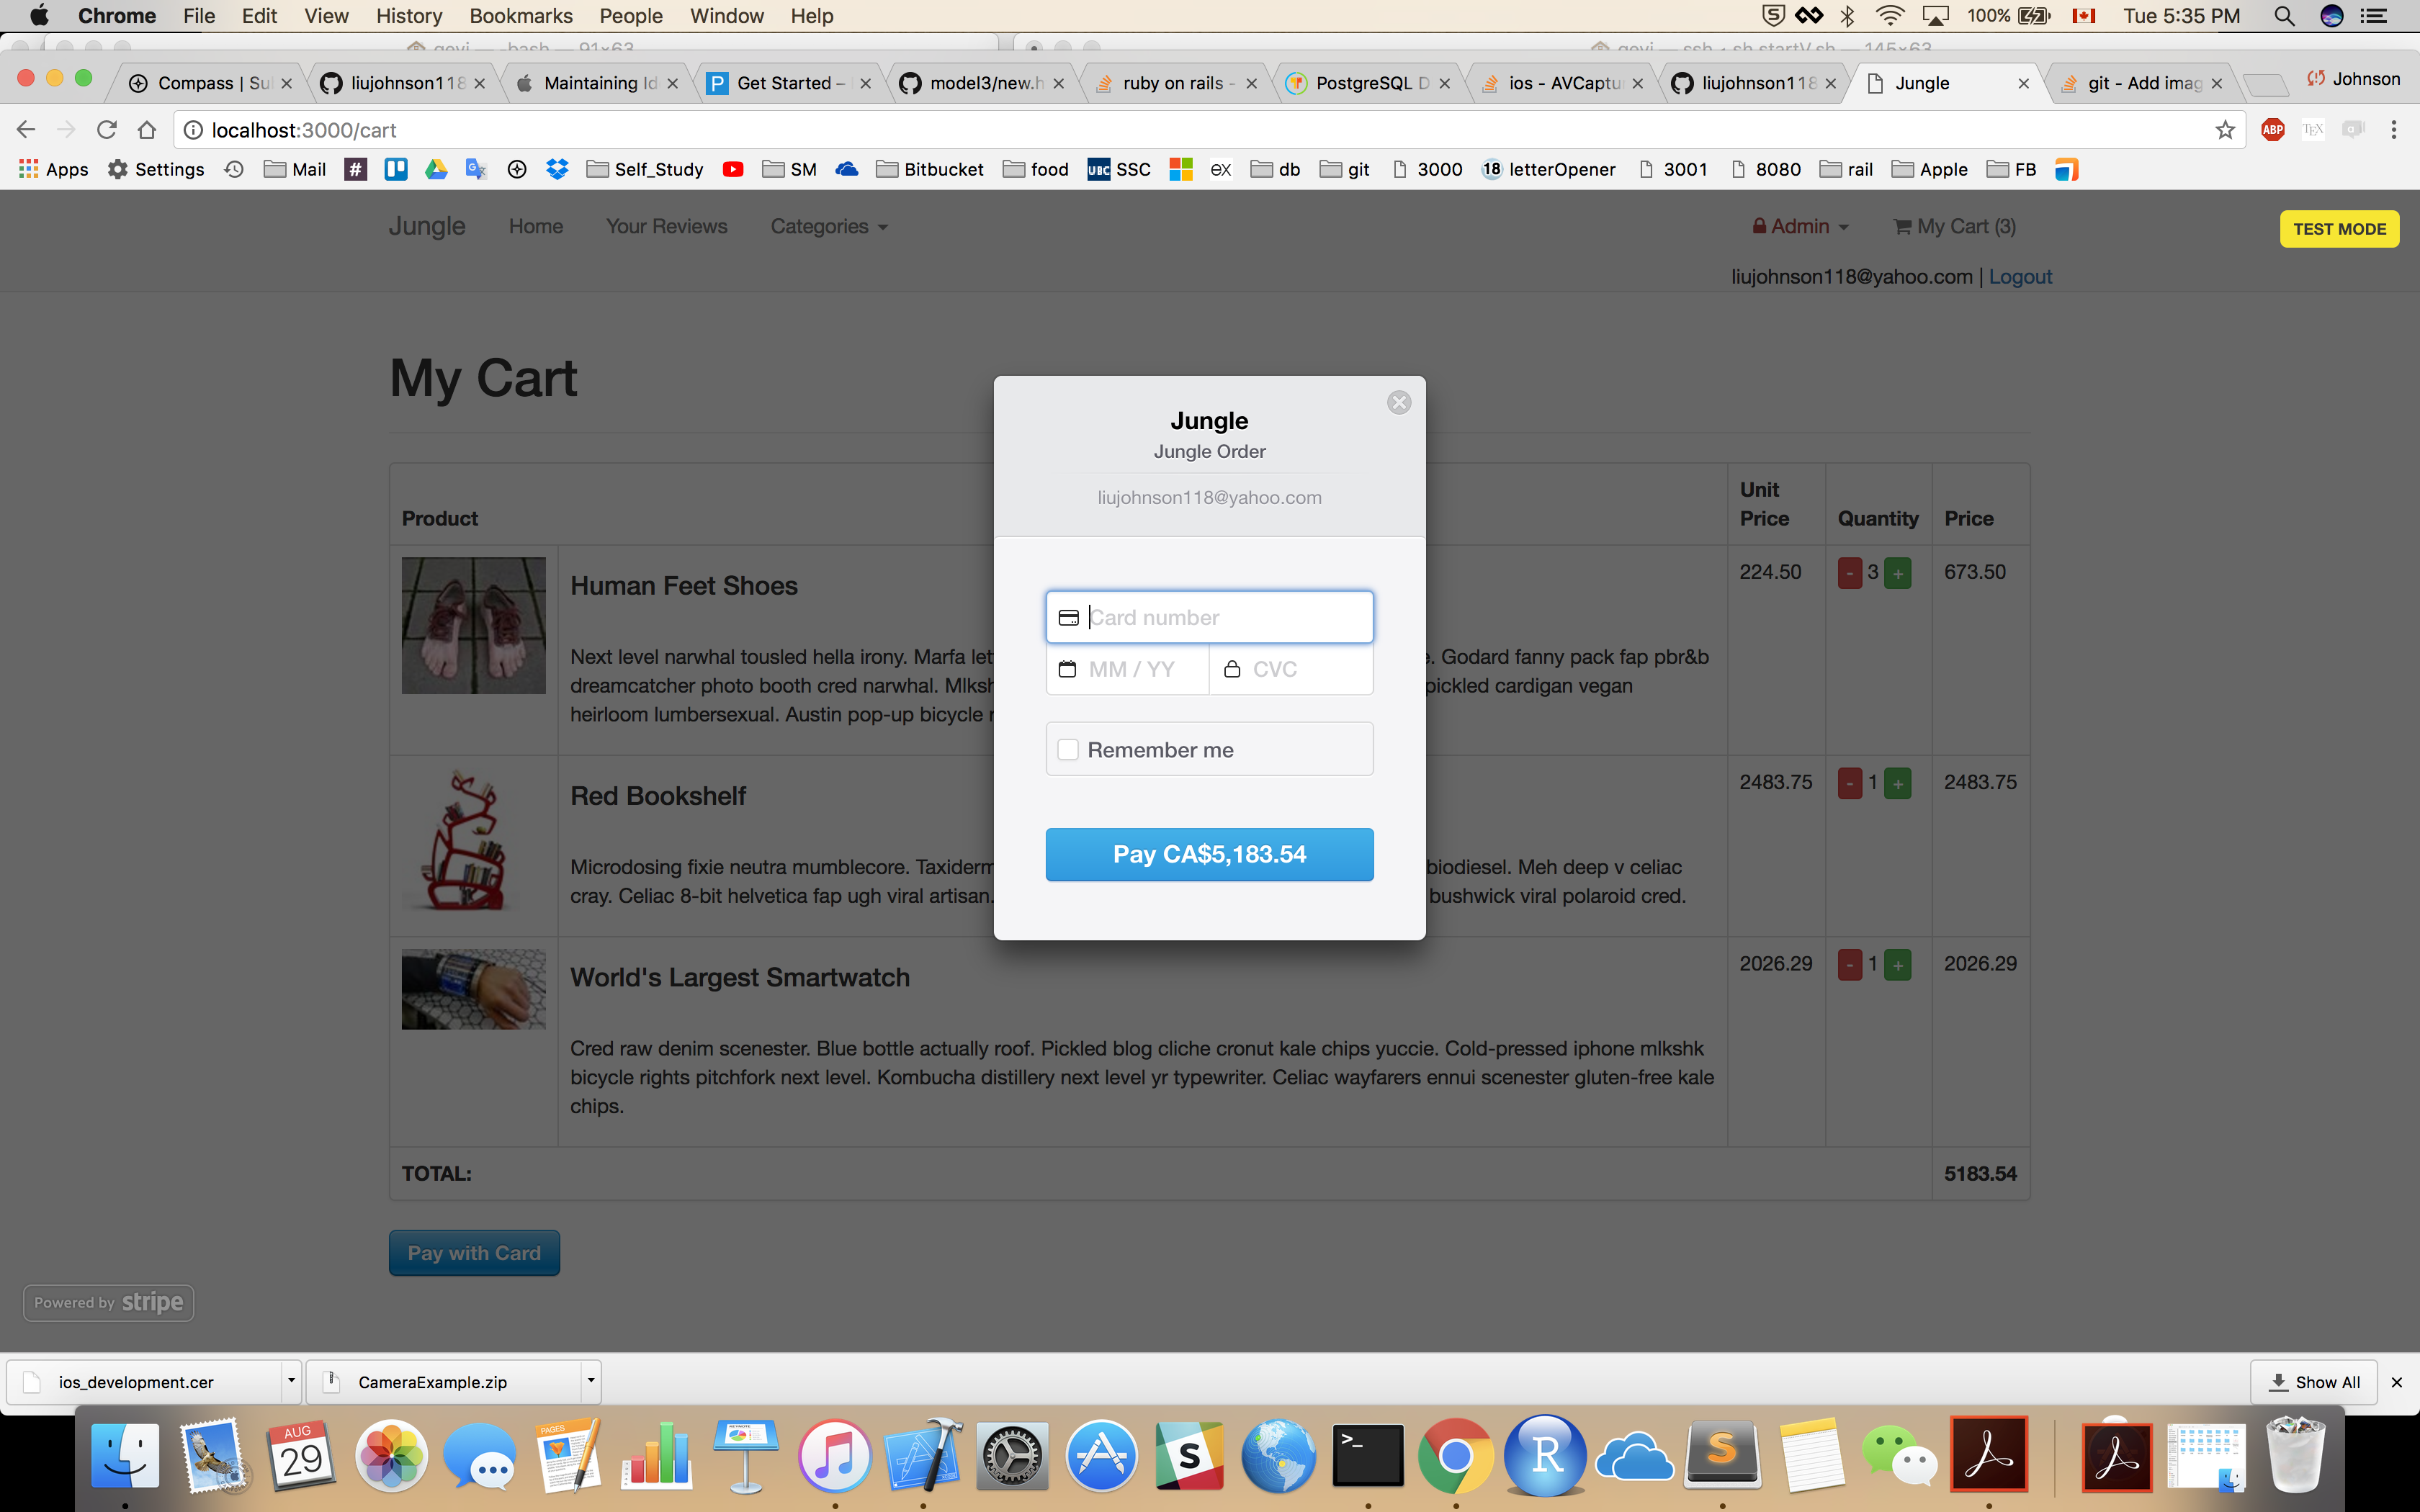 Chrome File Edit View History Bookmarks People Window Help 100% Tue 5:35 PM
Compass | Su liujohnson118 Maintaining Id Get Started – model3/new.h ruby on rails - PostgreSQL D ios - AVCaptu liujohnson118 Jungle git - Add imag Johnson
localhost:3000/cart ABP TEX
Apps Settings Mail # Self_Study SM Bitbucket food UBC SSC ex db git 3000 18 letterOpener 3001 8080 rail Apple FB
Jungle Home Your Reviews Categories Admin My Cart (3) TEST MODE
liujohnson118@yahoo.com | Logout
My Cart
Product Unit Price Quantity Price
Human Feet Shoes 224.50 - 3 + 673.50
Next level narwhal tousled hella irony. Marfa . Godard fanny pack fap pbr&b
dreamcatcher photo booth cred narwhal. pickled cardigan vegan
heirloom lumbersexual. Austin pop-up bicycle
Red Bookshelf 2483.75 - 1 + 2483.75
Microdosing fixie neutra mumblecore. biodiesel. Meh deep v celiac
cray. Celiac 8-bit helvetica fap ugh viral artisan. bushwick viral polaroid cred.
World's Largest Smartwatch 2026.29 - 1 + 2026.29
Cred raw denim scenester. Blue bottle actually roof. Pickled blog cliche cronut kale chips yuccie. Cold-pressed iphone mlkshk
bicycle rights pitchfork next level. Kombucha distillery next level yr typewriter. Celiac wayfarers ennui scenester gluten-free kale
chips.
TOTAL: 5183.54
Pay with Card
Powered by stripe
Jungle
Jungle Order
liujohnson118@yahoo.com
Card number
MM / YY CVC
Remember me
Pay CA$5,183.54
ios_development.cer CameraExample.zip Show All
AUG
29
PAGES